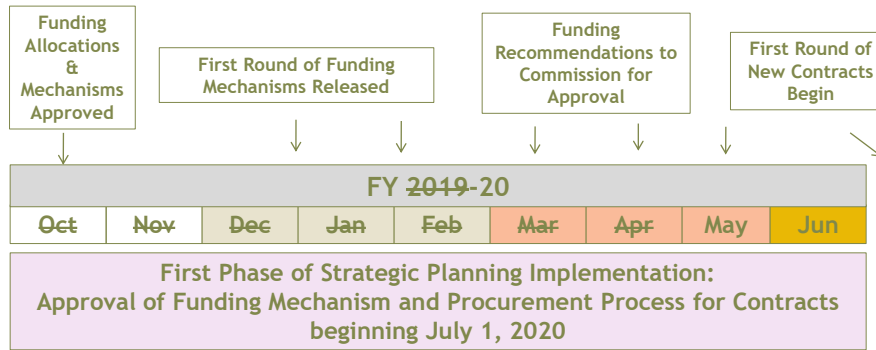 Funding
Allocations
&
Mechanisms
Approved
First Round of Funding
Mechanisms Released
Funding
Recommendations to
Commission for
Approval
First Round of
New Contracts
Begin
FY 2019-20
Oct Nov Dec Jan Feb Mar Apr May Jun
First Phase of Strategic Planning Implementation:
Approval of Funding Mechanism and Procurement Process for Contracts
beginning July 1, 2020